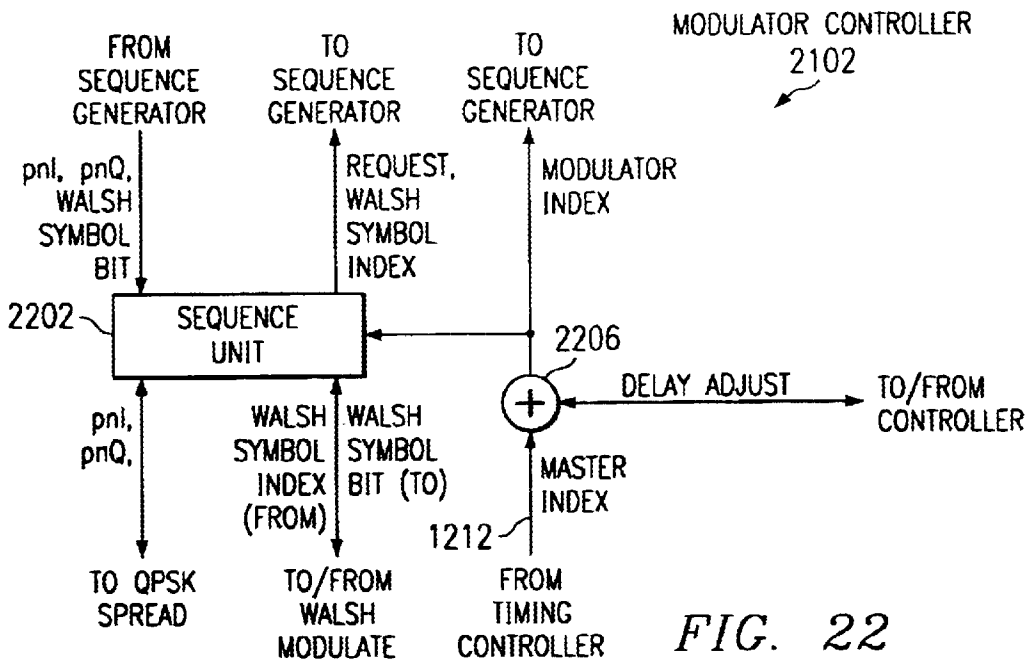 MODULATOR CONTROLLER
2102
FROM
SEQUENCE
GENERATOR
TO
SEQUENCE
GENERATOR
TO
SEQUENCE
GENERATOR
pnI, pnQ,
WALSH
SYMBOL
BIT
REQUEST,
WALSH
SYMBOL
INDEX
MODULATOR
INDEX
2202
SEQUENCE
UNIT
2206
DELAY ADJUST
TO/FROM
CONTROLLER
pnI,
pnQ,
WALSH
SYMBOL
INDEX
(FROM)
WALSH
SYMBOL
BIT (TO)
MASTER
INDEX
1212
TO QPSK
SPREAD
TO/FROM
WALSH
MODULATE
FROM
TIMING
CONTROLLER
FIG. 22